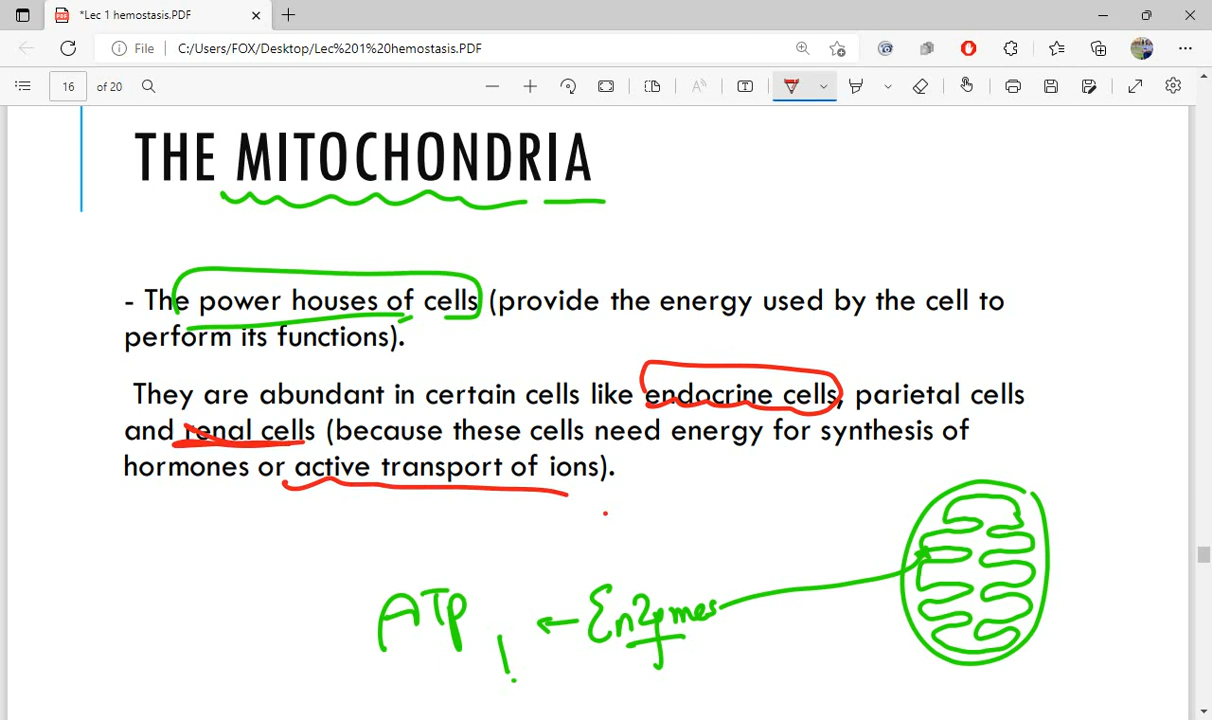 *Lec 1 hemostasis.PDF
File | C:/Users/FOX/Desktop/Lec%201%20hemostasis.PDF
16 of 20
THE MITOCHONDRIA
- The power houses of cells (provide the energy used by the cell to
perform its functions).
They are abundant in certain cells like endocrine cells, parietal cells
and renal cells (because these cells need energy for synthesis of
hormones or active transport of ions).
ATP ← Enzymes
!